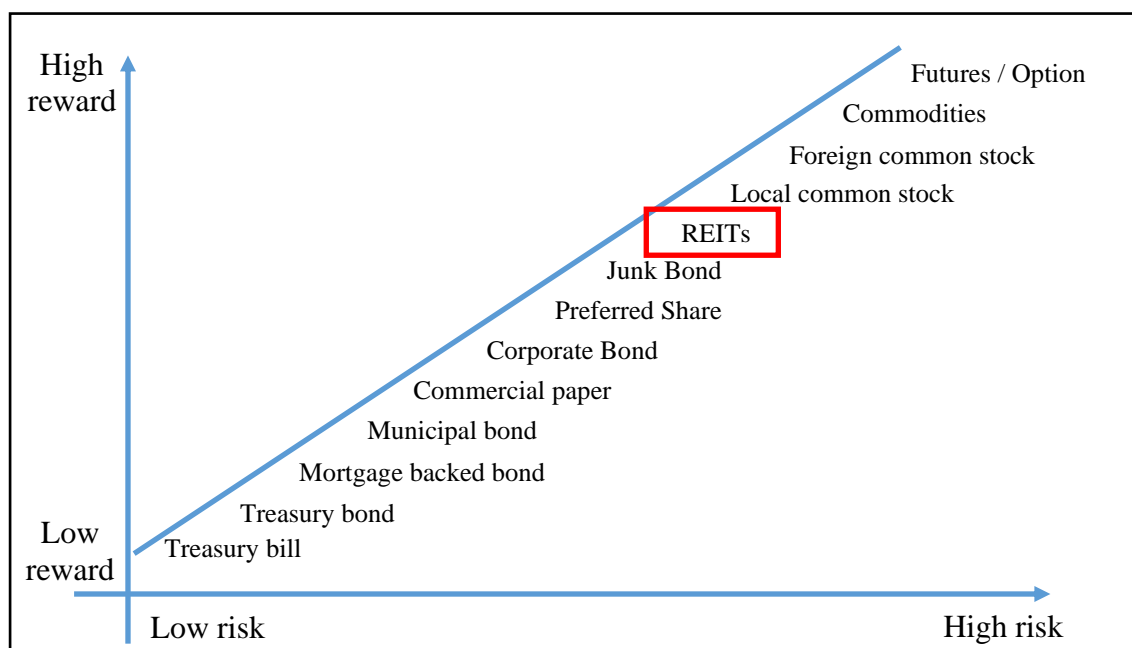 High
reward
Futures / Option
Commodities
Foreign common stock
Local common stock
REITs
Junk Bond
Preferred Share
Corporate Bond
Commercial paper
Municipal bond
Mortgage backed bond
Treasury bond
Low
reward
Treasury bill
Low risk
High risk